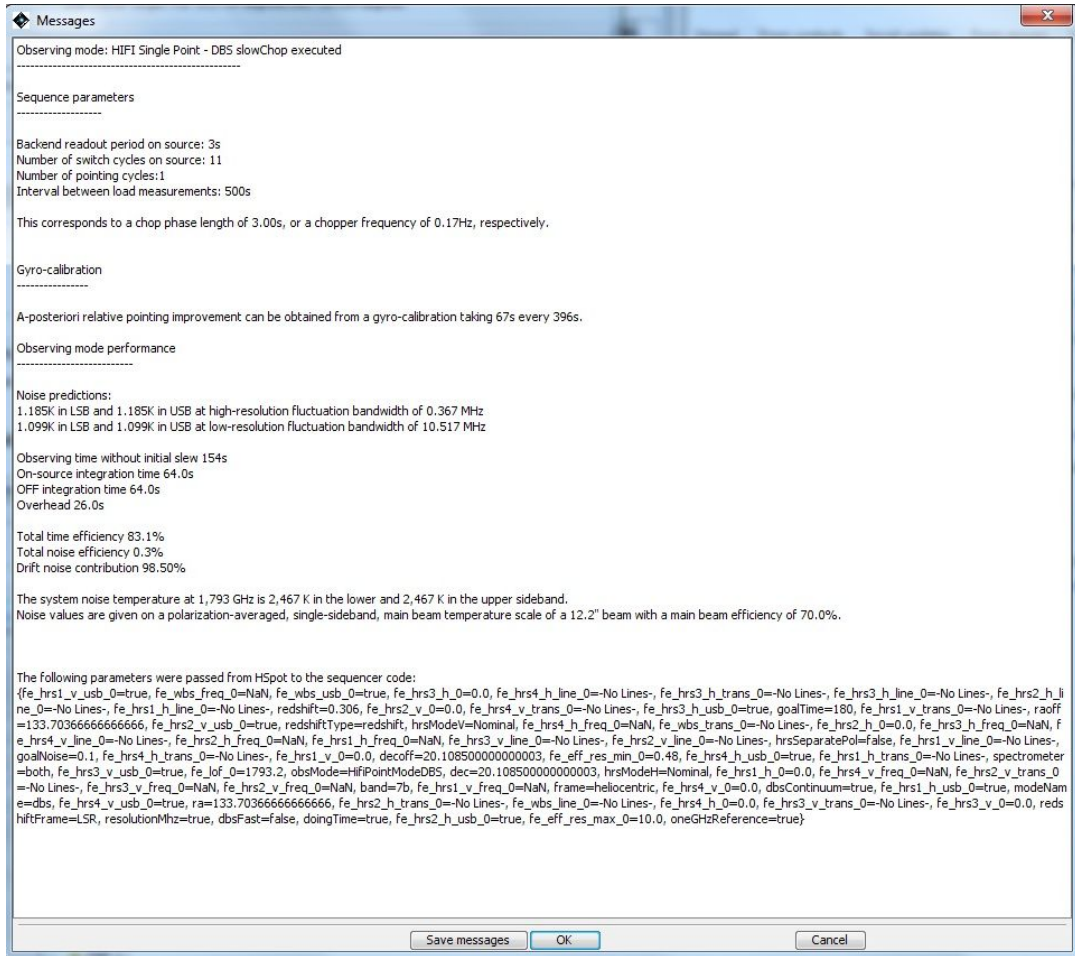 Messages
Observing mode: HIFI Single Point - DBS slowChop executed
--------------------------------------------------
Sequence parameters
-------------------
Backend readout period on source: 3s
Number of switch cycles on source: 11
Number of pointing cycles:1
Interval between load measurements: 500s
This corresponds to a chop phase length of 3.00s, or a chopper frequency of 0.17Hz, respectively.
Gyro-calibration
----------------
A-posteriori relative pointing improvement can be obtained from a gyro-calibration taking 67s every 396s.
Observing mode performance
--------------------------
Noise predictions:
1.185K in LSB and 1.185K in USB at high-resolution fluctuation bandwidth of 0.367 MHz
1.099K in LSB and 1.099K in USB at low-resolution fluctuation bandwidth of 10.517 MHz
Observing time without initial slew 154s
On-source integration time 64.0s
OFF integration time 64.0s
Overhead 26.0s
Total time efficiency 83.1%
Total noise efficiency 0.3%
Drift noise contribution 98.50%
The system noise temperature at 1,793 GHz is 2,467 K in the lower and 2,467 K in the upper sideband.
Noise values are given on a polarization-averaged, single-sideband, main beam temperature scale of a 12.2" beam with a main beam efficiency of 70.0%.
The following parameters were passed from HSpot to the sequencer code:
{fe_hrs1_v_usb_0=true, fe_wbs_freq_0=NaN, fe_wbs_usb_0=true, fe_hrs3_h_0=0.0, fe_hrs4_h_line_0=-No Lines-, fe_hrs3_h_trans_0=-No Lines-, fe_hrs3_h_line_0=-No Lines-, fe_hrs2_h_li
ne_0=-No Lines-, fe_hrs1_h_line_0=-No Lines-, redshift=0.306, fe_hrs2_v_0=0.0, fe_hrs4_v_trans_0=-No Lines-, fe_hrs3_h_usb_0=true, goalTime=180, fe_hrs1_v_trans_0=-No Lines-, raoff
=133.70366666666666, fe_hrs2_v_usb_0=true, redshiftType=redshift, hrsModeV=Nominal, fe_hrs4_h_freq_0=NaN, fe_wbs_trans_0=-No Lines-, fe_hrs2_h_0=0.0, fe_hrs3_h_freq_0=NaN, f
e_hrs4_v_line_0=-No Lines-, fe_hrs2_h_freq_0=NaN, fe_hrs1_h_freq_0=NaN, fe_hrs3_v_line_0=-No Lines-, fe_hrs2_v_line_0=-No Lines-, hrsSeparatePol=false, fe_hrs1_v_line_0=-No Lines-,
goalNoise=0.1, fe_hrs4_h_trans_0=-No Lines-, fe_hrs1_v_0=0.0, decoff=20.108500000000003, fe_eff_res_min_0=0.48, fe_hrs4_h_usb_0=true, fe_hrs1_h_trans_0=-No Lines-, spectrometer
=both, fe_hrs3_v_usb_0=true, fe_lof_0=1793.2, obsMode=HifiPointModeDBS, dec=20.108500000000003, hrsModeH=Nominal, fe_hrs1_h_0=0.0, fe_hrs4_v_freq_0=NaN, fe_hrs2_v_trans_0
=-No Lines-, fe_hrs3_v_freq_0=NaN, fe_hrs2_v_freq_0=NaN, band=7b, fe_hrs1_v_freq_0=NaN, frame=heliocentric, fe_hrs4_v_0=0.0, dbsContinuum=true, fe_hrs1_h_usb_0=true, modeNam
e=dbs, fe_hrs4_v_usb_0=true, ra=133.70366666666666, fe_hrs2_h_trans_0=-No Lines-, fe_wbs_line_0=-No Lines-, fe_hrs4_h_0=0.0, fe_hrs3_v_trans_0=-No Lines-, fe_hrs3_v_0=0.0, reds
hiftFrame=LSR, resolutionMhz=true, dbsFast=false, doingTime=true, fe_hrs2_h_usb_0=true, fe_eff_res_max_0=10.0, oneGHzReference=true}
Save messages OK Cancel